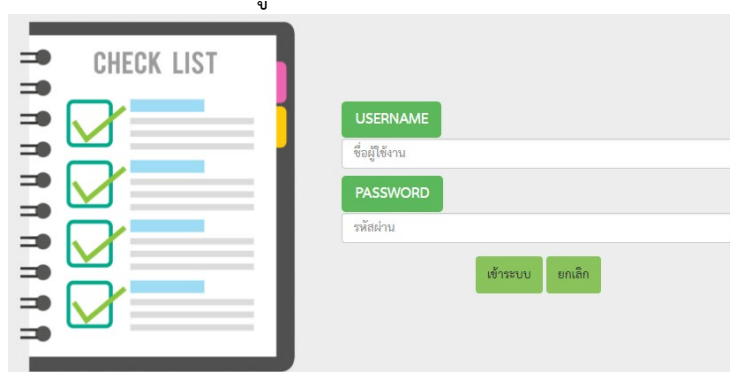 CHECK LIST
USERNAME
ชื่อผู้ใช้งาน
PASSWORD
รหัสผ่าน
เข้าระบบ ยกเลิก